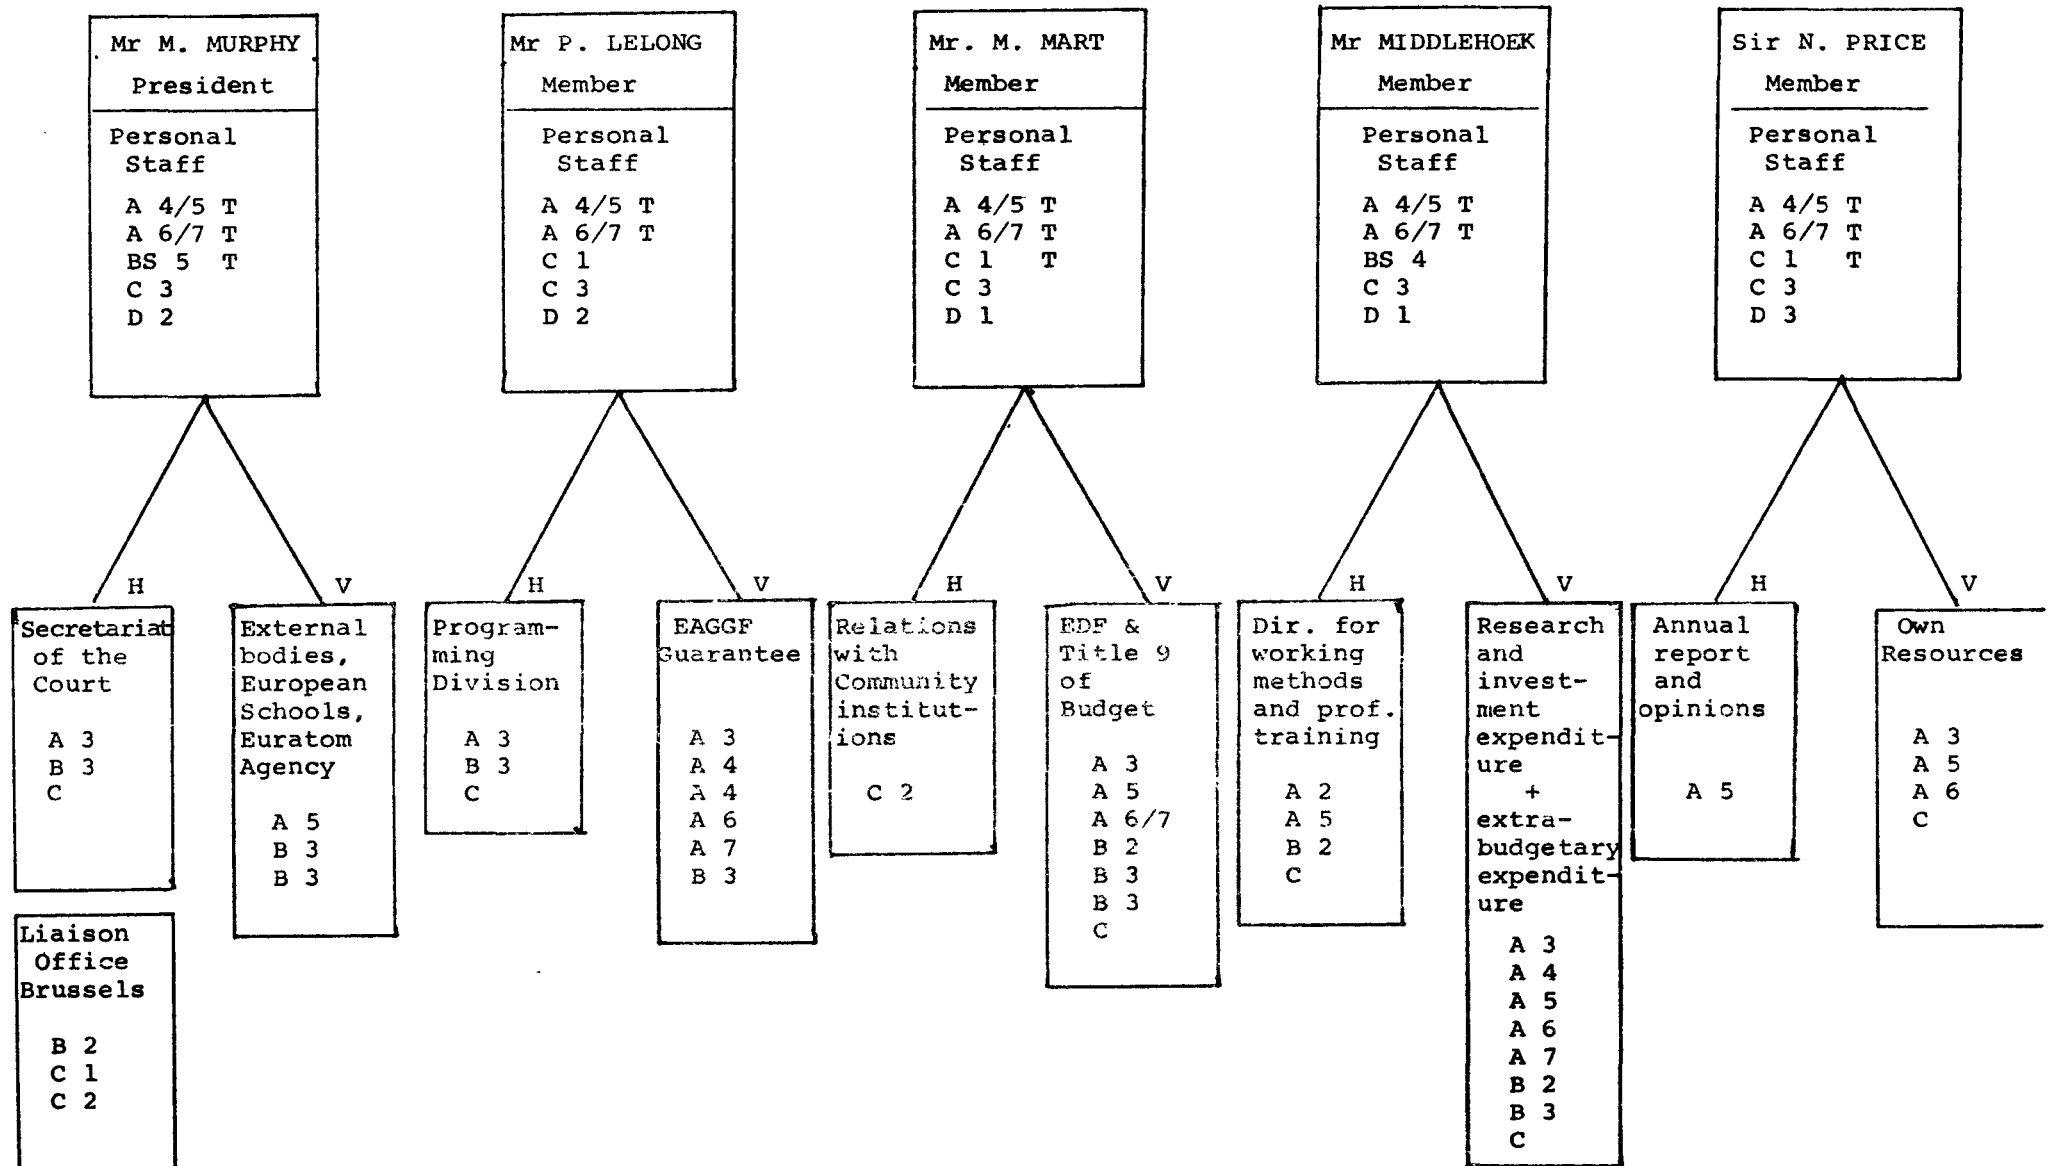 Mr M. MURPHY
President
Personal
Staff
A 4/5 T
A 6/7 T
BS 5 T
C 3
D 2
Mr P. LELONG
Member
Personal
Staff
A 4/5 T
A 6/7 T
C 1
C 3
D 2
Mr. M. MART
Member
Personal
Staff
A 4/5 T
A 6/7 T
C 1 T
C 3
D 1
Mr MIDDLEHOEK
Member
Personal
Staff
A 4/5 T
A 6/7 T
BS 4
C 3
D 1
Sir N. PRICE
Member
Personal
Staff
A 4/5 T
A 6/7 T
C 1 T
C 3
D 3
H
Secretariat
of the
Court
A 3
B 3
C
Liaison
Office
Brussels
B 2
C 1
C 2
V
External
bodies,
European
Schools,
Euratom
Agency
A 5
B 3
B 3
H
Program-
ming
Division
A 3
B 3
C
V
EAGGF
Guarantee
A 3
A 4
A 4
A 6
A 7
B 3
H
Relations
with
Community
institut-
ions
C 2
V
EDF &
Title 9
of
Budget
A 3
A 5
A 6/7
B 2
B 3
B 3
C
H
Dir. for
working
methods
and prof.
training
A 2
A 5
B 2
C
V
Research
and
invest-
ment
expendit-
ure
+
extra-
budgetary
expendit-
ure
A 3
A 4
A 5
A 6
A 7
B 2
B 3
C
H
Annual
report
and
opinions
A 5
V
Own
Resources
A 3
A 5
A 6
C